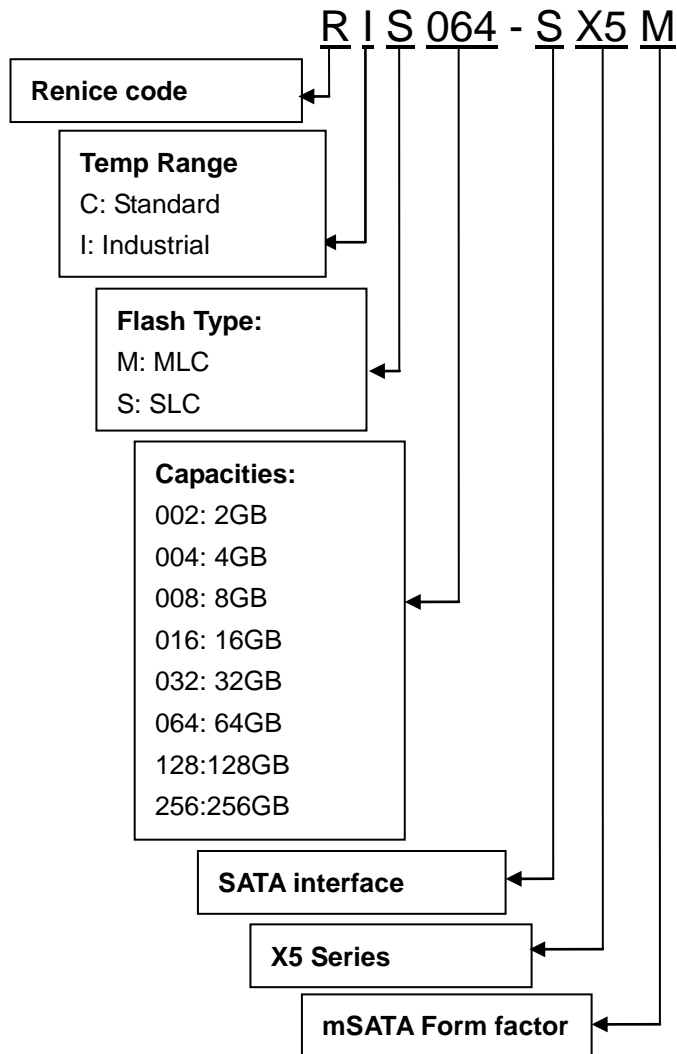 R I S 064 - S X5 M
Renice code
Temp Range
C: Standard
I: Industrial
Flash Type:
M: MLC
S: SLC
Capacities:
002: 2GB
004: 4GB
008: 8GB
016: 16GB
032: 32GB
064: 64GB
128:128GB
256:256GB
SATA interface
X5 Series
mSATA Form factor